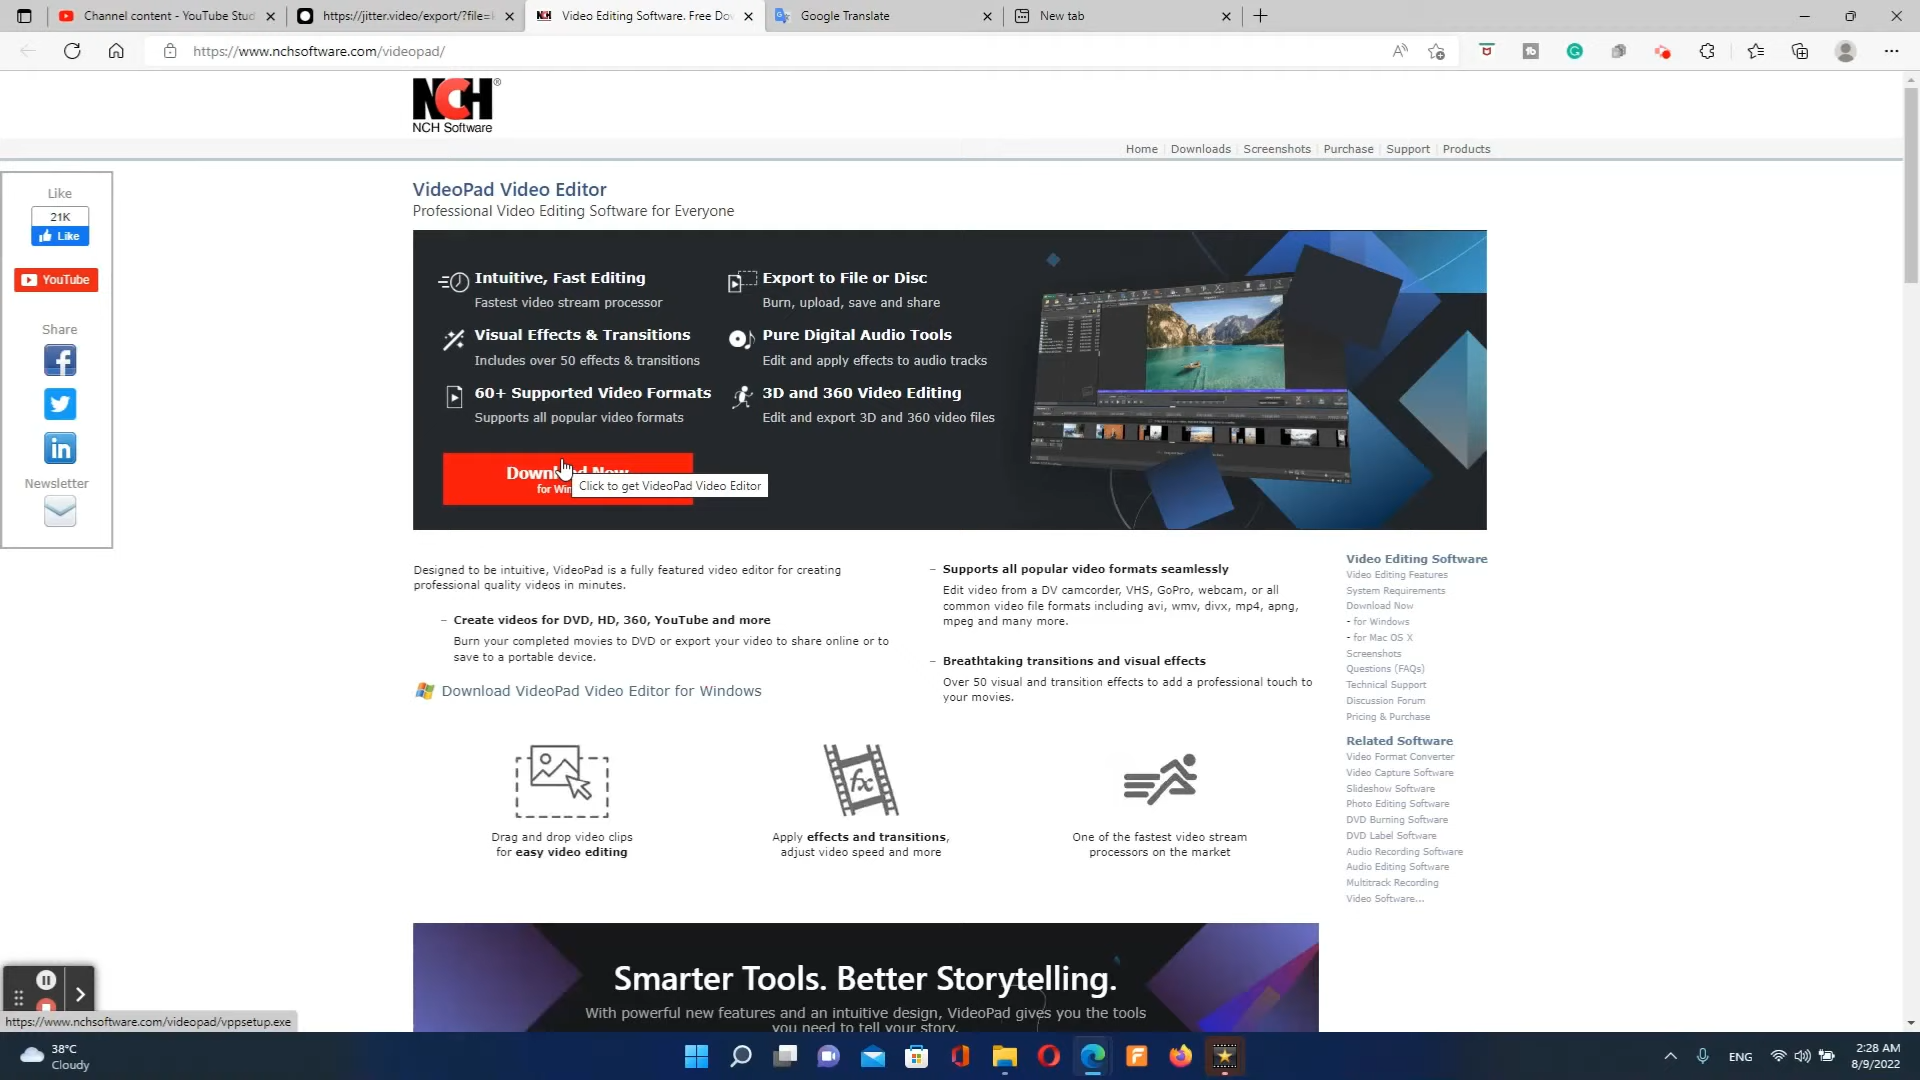 Channel content - YouTube Stud
https://jitter.video/export/?file=
Video Editing Software. Free Do
Google Translate
New tab
https://www.nchsoftware.com/videopad/
NCH®
NCH Software
Home
Downloads
Screenshots
Purchase
Support
Products
Like
21K
Like
YouTube
Share
Newsletter
VideoPad Video Editor
Professional Video Editing Software for Everyone
Intuitive, Fast Editing
Fastest video stream processor
Visual Effects & Transitions
Includes over 50 effects & transitions
60+ Supported Video Formats
Supports all popular video formats
Export to File or Disc
Burn, upload, save and share
Pure Digital Audio Tools
Edit and apply effects to audio tracks
3D and 360 Video Editing
Edit and export 3D and 360 video files
Download Now
for Win
Click to get VideoPad Video Editor
Designed to be intuitive, VideoPad is a fully featured video editor for creating
professional quality videos in minutes.
– Create videos for DVD, HD, 360, YouTube and more
Burn your completed movies to DVD or export your video to share online or to
save to a portable device.
Download VideoPad Video Editor for Windows
– Supports all popular video formats seamlessly
Edit video from a DV camcorder, VHS, GoPro, webcam, or all
common video file formats including avi, wmv, divx, mp4, apng,
mpeg and many more.
– Breathtaking transitions and visual effects
Over 50 visual and transition effects to add a professional touch to
your movies.
Video Editing Software
Video Editing Features
System Requirements
Download Now
- for Windows
- for Mac OS X
Screenshots
Questions (FAQs)
Technical Support
Discussion Forum
Pricing & Purchase
Related Software
Video Format Converter
Video Capture Software
Slideshow Software
Photo Editing Software
DVD Burning Software
DVD Label Software
Audio Recording Software
Audio Editing Software
Multitrack Recording
Video Software...
fx
Drag and drop video clips
for easy video editing
Apply effects and transitions,
adjust video speed and more
One of the fastest video stream
processors on the market
Smarter Tools. Better Storytelling.
With powerful new features and an intuitive design, VideoPad gives you the tools
you need to tell your story.
https://www.nchsoftware.com/videopad/vppsetup.exe
38°C
Cloudy
ENG
2:28 AM
8/9/2022